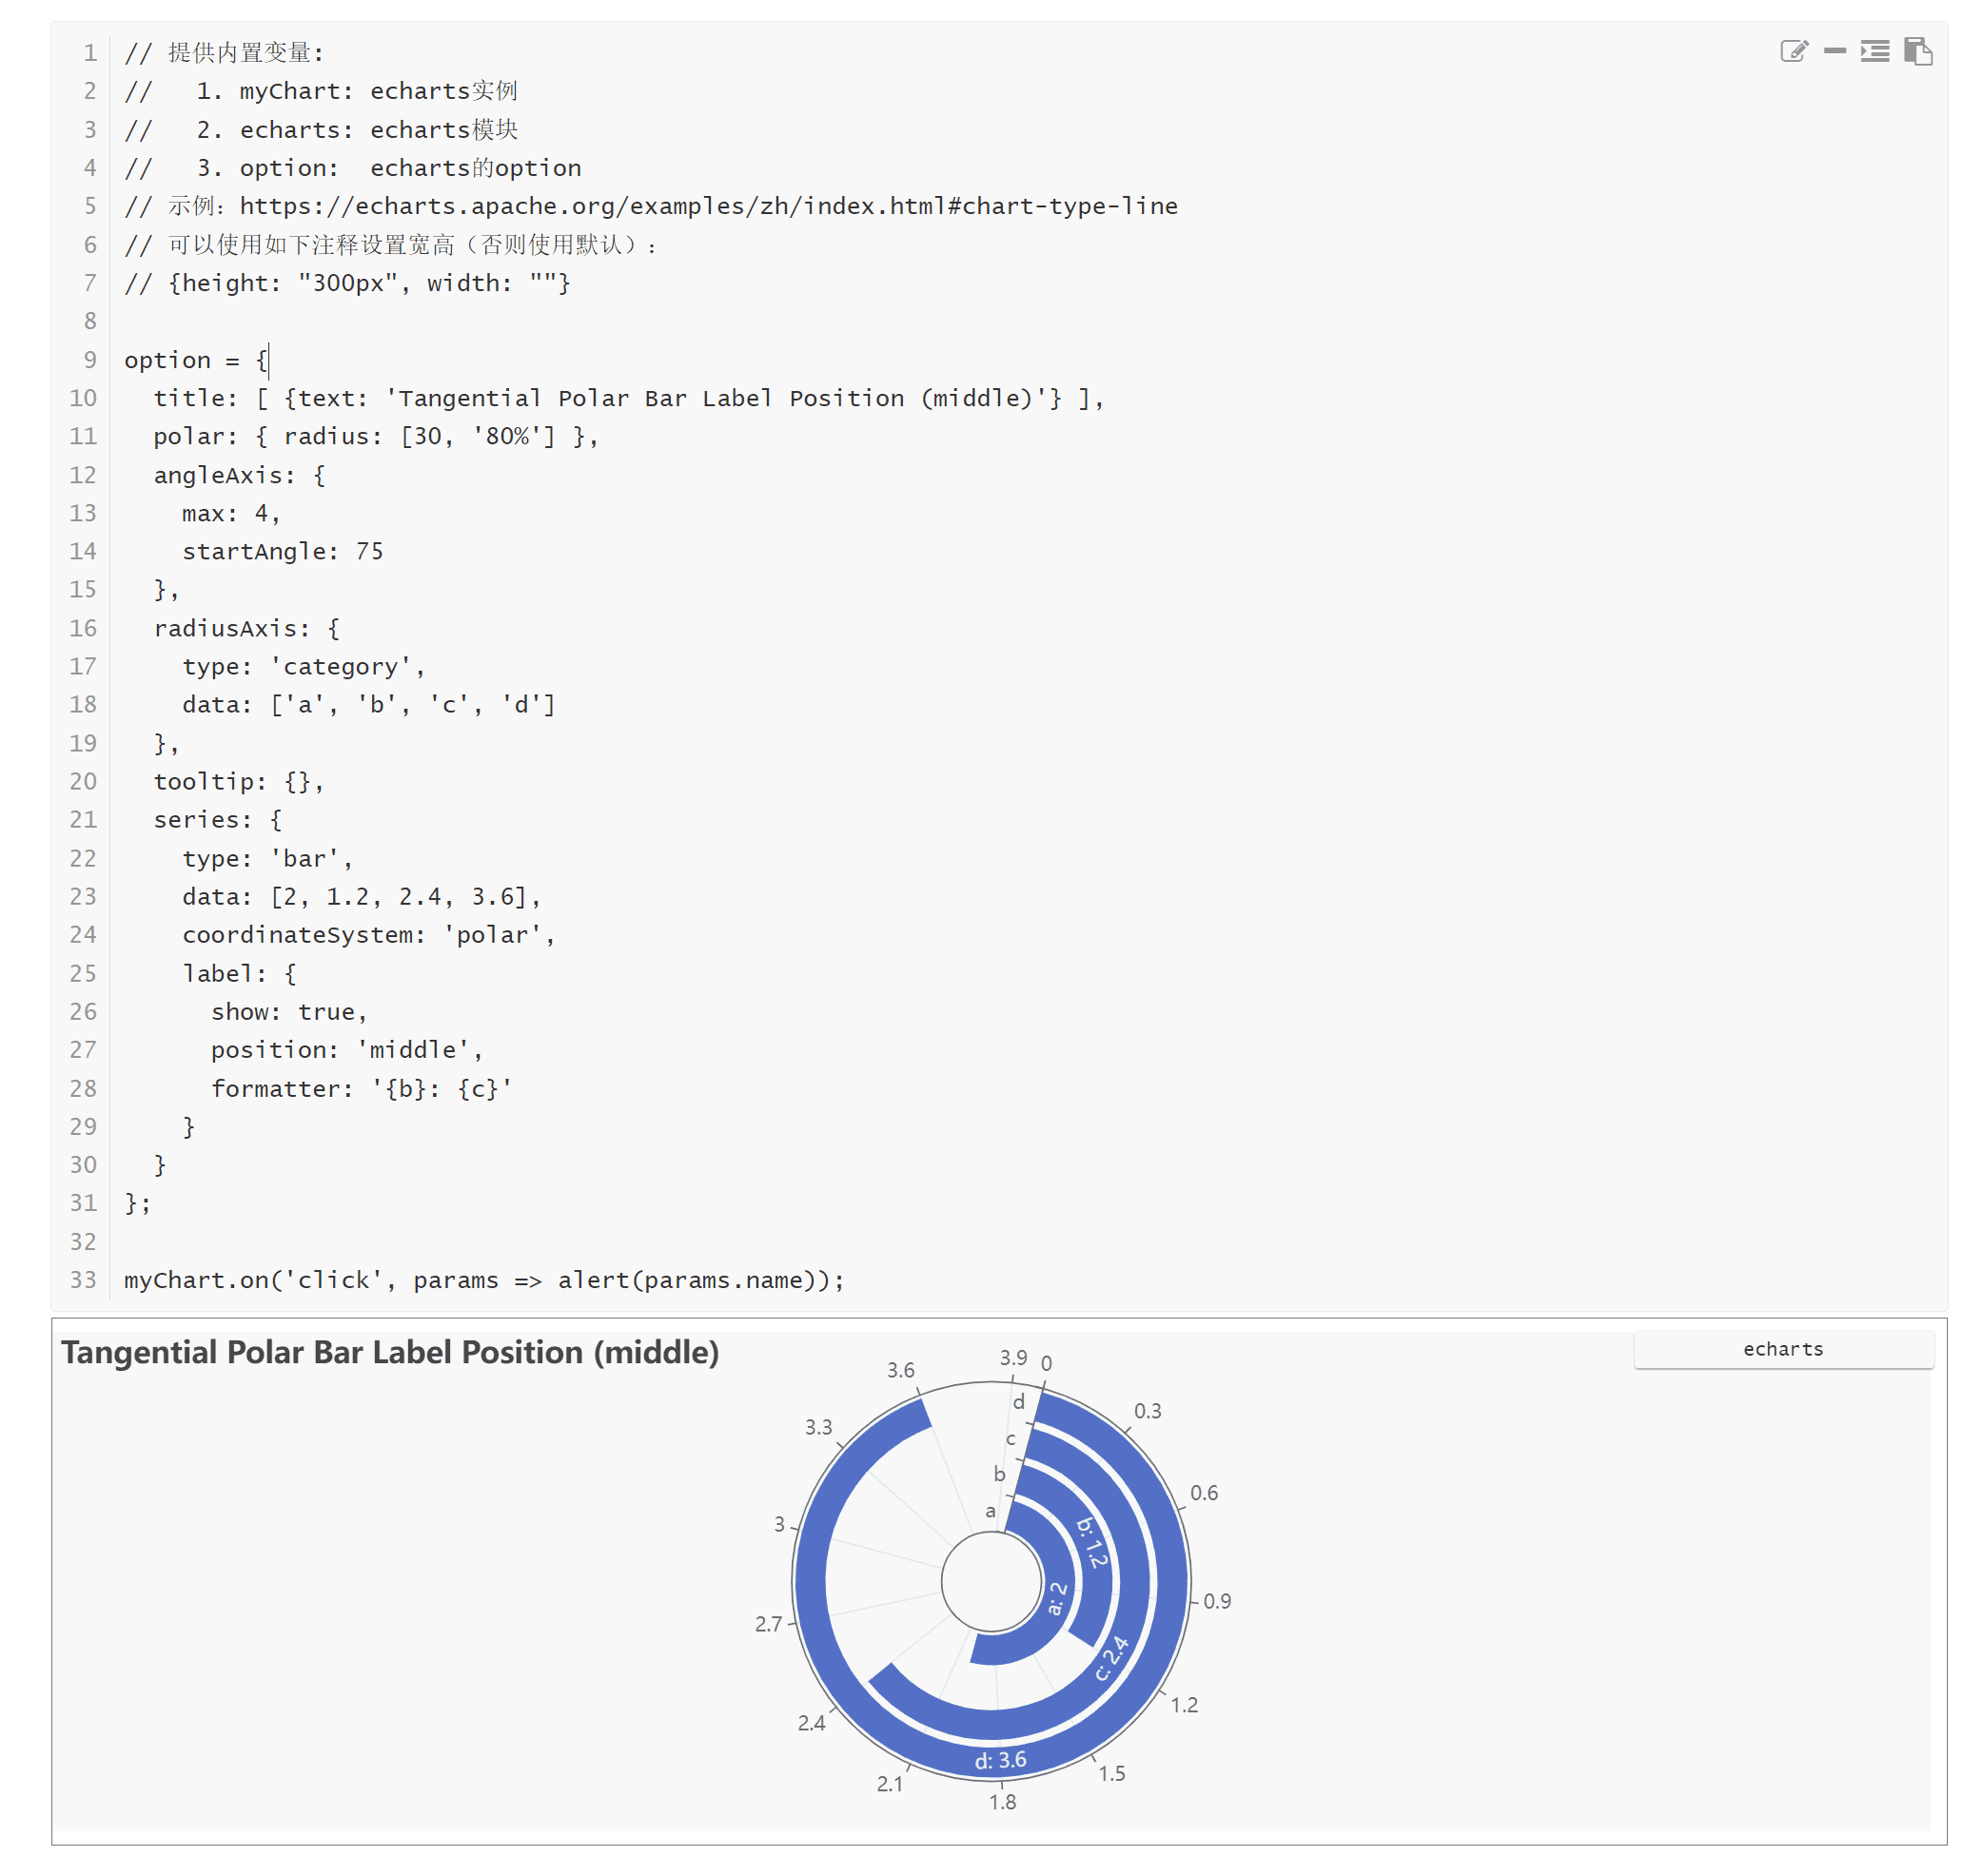 1 // 提供内置变量:
2 //   1. myChart: echarts实例
3 //   2. echarts: echarts模块
4 //   3. option:  echarts的option
5 // 示例：https://echarts.apache.org/examples/zh/index.html#chart-type-line
6 // 可以使用如下注释设置宽高（否则使用默认）：
7 // {height: "300px", width: ""}
8
9 option = {
10   title: [ {text: 'Tangential Polar Bar Label Position (middle)'} ],
11   polar: { radius: [30, '80%'] },
12   angleAxis: {
13     max: 4,
14     startAngle: 75
15   },
16   radiusAxis: {
17     type: 'category',
18     data: ['a', 'b', 'c', 'd']
19   },
20   tooltip: {},
21   series: {
22     type: 'bar',
23     data: [2, 1.2, 2.4, 3.6],
24     coordinateSystem: 'polar',
25     label: {
26       show: true,
27       position: 'middle',
28       formatter: '{b}: {c}'
29     }
30   }
31 };
32
33 myChart.on('click', params => alert(params.name));
Tangential Polar Bar Label Position (middle)
echarts
0
0.3
0.6
0.9
1.2
1.5
1.8
2.1
2.4
2.7
3
3.3
3.6
3.9
d
c
b
a
b: 1.2
a: 2
c: 2.4
d: 3.6